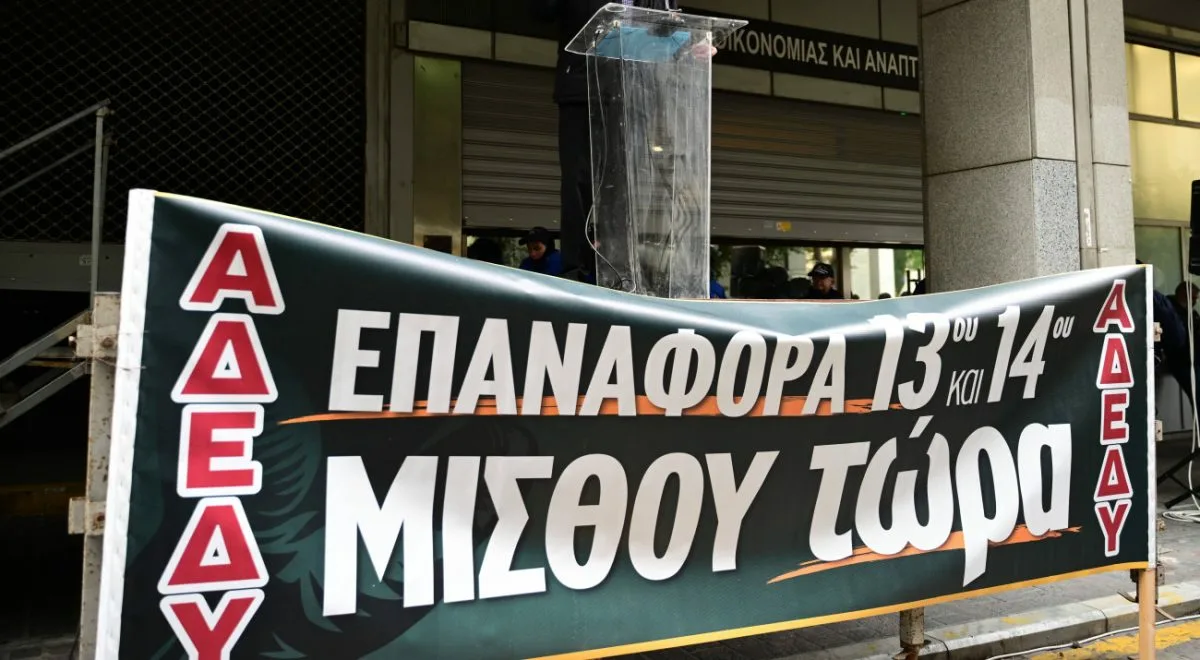 ΟΙΚΟΝΟΜΙΑΣ ΚΑΙ ΑΝΑΠΤ
ΑΔΕΔΥ
ΕΠΑΝΑΦΟΡΑ 13ου και 14ου
ΜΙΣΘΟΥ τώρα
ΑΔΕΔΥ